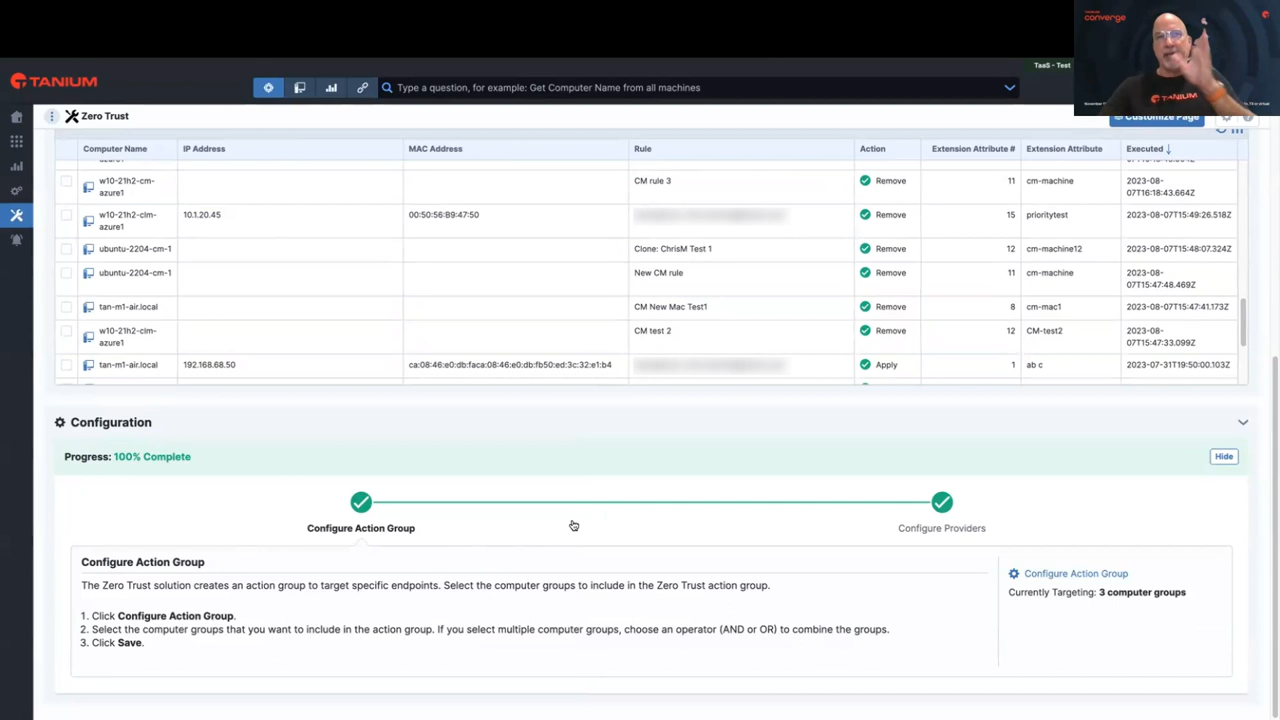 TANIUM
converge
TANIUM
TaaS - Test
TANIUM
Type a question, for example: Get Computer Name from all machines
Zero Trust
Customize Page
Computer Name IP Address MAC Address Rule Action Extension Attribute # Extension Attribute Executed
azure1
w10-21h2-cm-azure1 CM rule 3 Remove 11 cm-machine 2023-08-07T16:18:43.664Z
w10-21h2-clm-azure1 10.1.20.45 00:50:56:B9:47:50 Remove 15 prioritytest 2023-08-07T15:49:26.518Z
ubuntu-2204-cm-1 Clone: ChrisM Test 1 Remove 12 cm-machine12 2023-08-07T15:48:07.324Z
ubuntu-2204-cm-1 New CM rule Remove 11 cm-machine 2023-08-07T15:47:48.469Z
tan-m1-air.local CM New Mac Test1 Remove 8 cm-mac1 2023-08-07T15:47:41.173Z
w10-21h2-clm-azure1 CM test 2 Remove 12 CM-test2 2023-08-07T15:47:33.099Z
tan-m1-air.local 192.168.68.50 ca:08:46:e0:db:faca:08:46:e0:db:fb50:ed:3c:32:e1:b4 Apply 1 ab c 2023-07-31T19:50:00.103Z
Configuration
Progress: 100% Complete
Hide
Configure Action Group
Configure Providers
Configure Action Group
The Zero Trust solution creates an action group to target specific endpoints. Select the computer groups to include in the Zero Trust action group.
1. Click Configure Action Group.
2. Select the computer groups that you want to include in the action group. If you select multiple computer groups, choose an operator (AND or OR) to combine the groups.
3. Click Save.
Configure Action Group
Currently Targeting: 3 computer groups